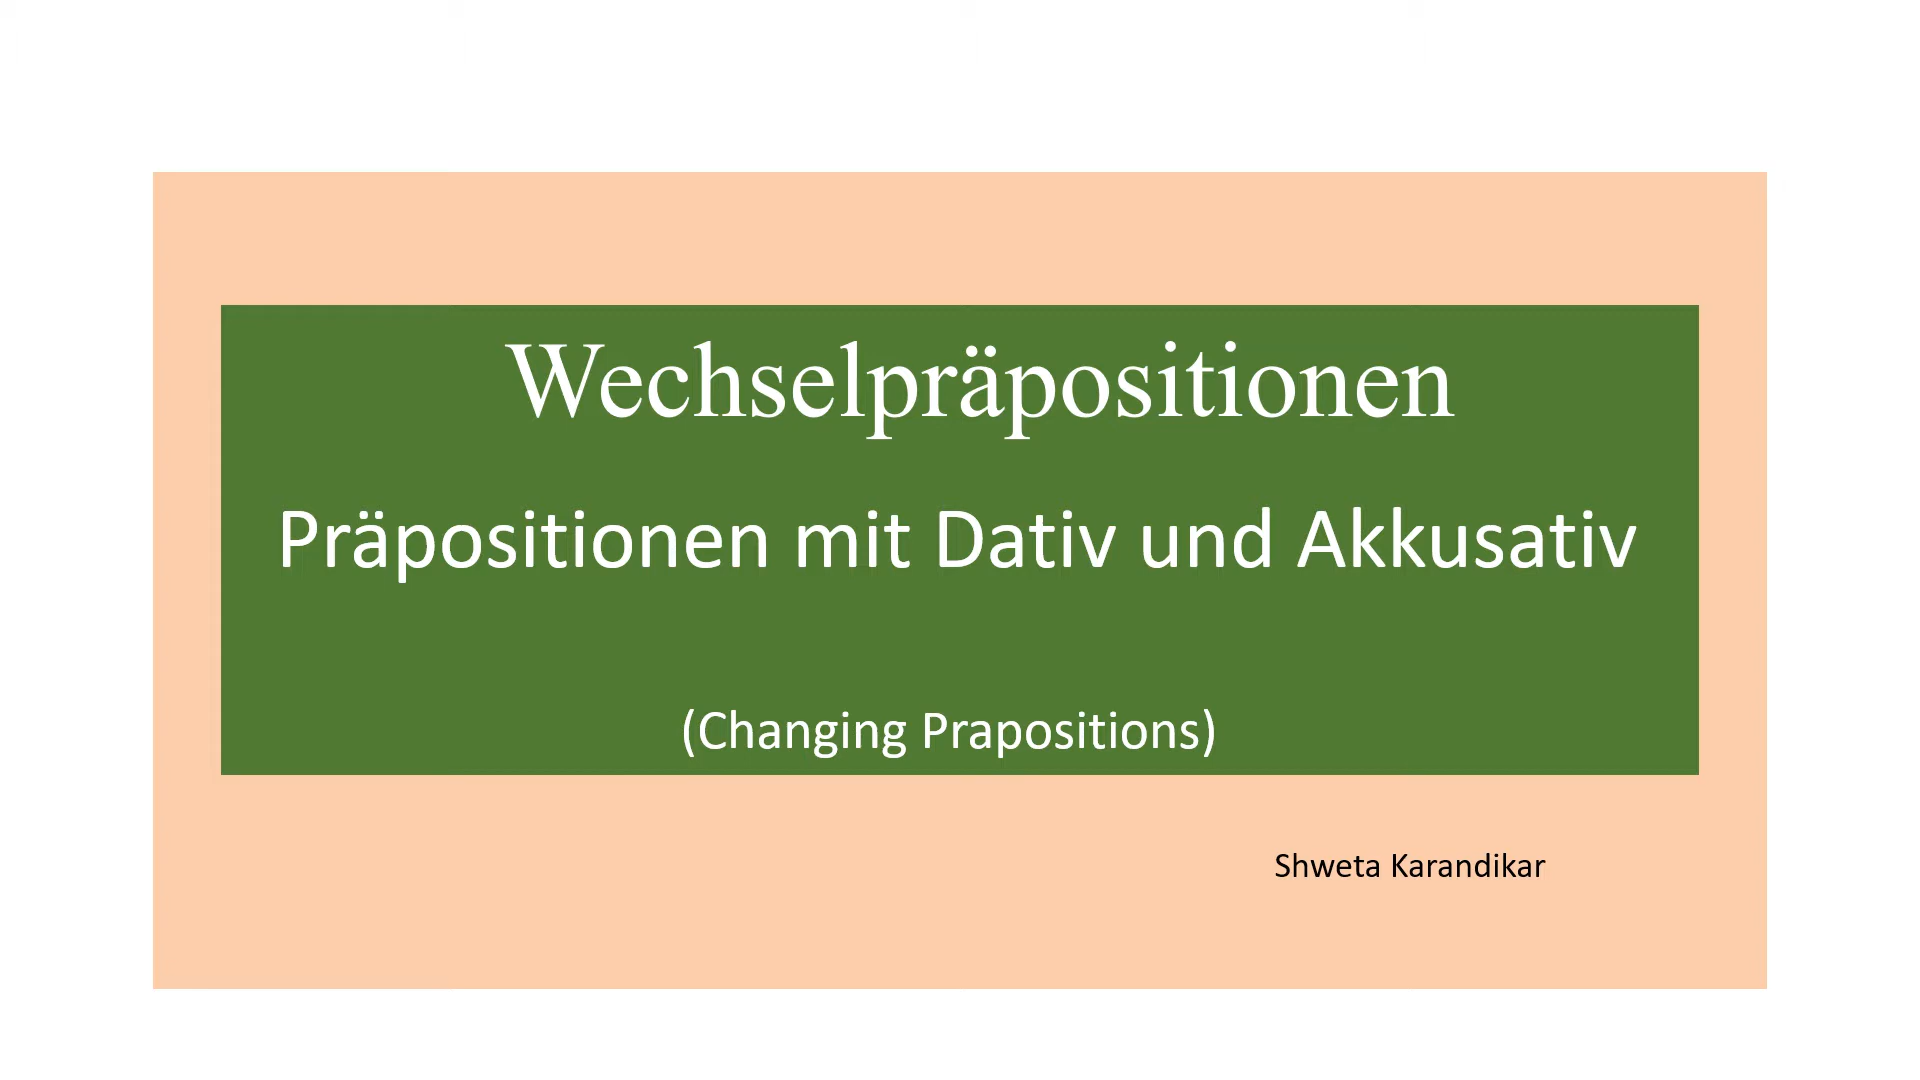 Wechselpräpositionen
Präpositionen mit Dativ und Akkusativ
(Changing Prapositions)
Shweta Karandikar